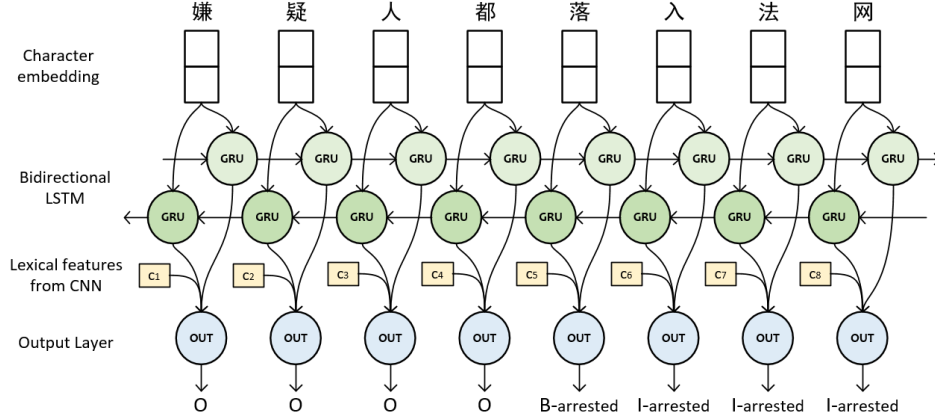 嫌 疑 人 都 落 入 法 网
Character
embedding
GRU GRU GRU GRU GRU GRU GRU GRU
Bidirectional
LSTM
GRU GRU GRU GRU GRU GRU GRU GRU
Lexical features
from CNN
C1 C2 C3 C4 C5 C6 C7 C8
Output Layer
OUT OUT OUT OUT OUT OUT OUT OUT
O O O O B-arrested I-arrested I-arrested I-arrested